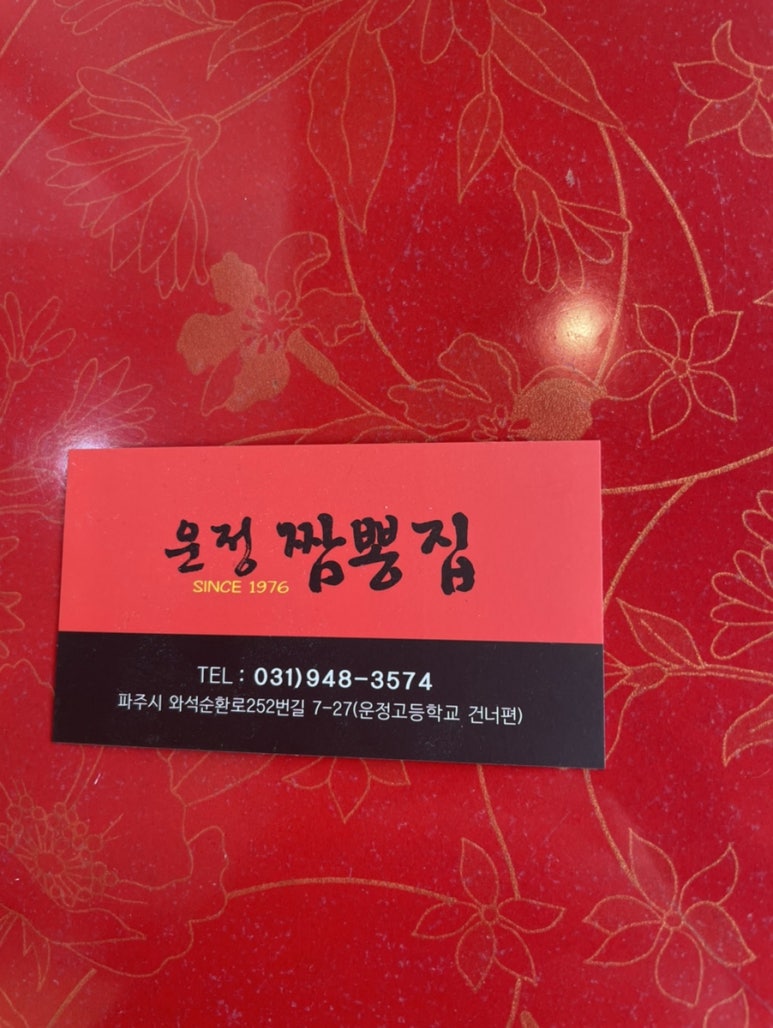 운정 짬뽕집
SINCE 1976
TEL : 031)948-3574
파주시 와석순환로252번길 7-27(운정고등학교 건너편)